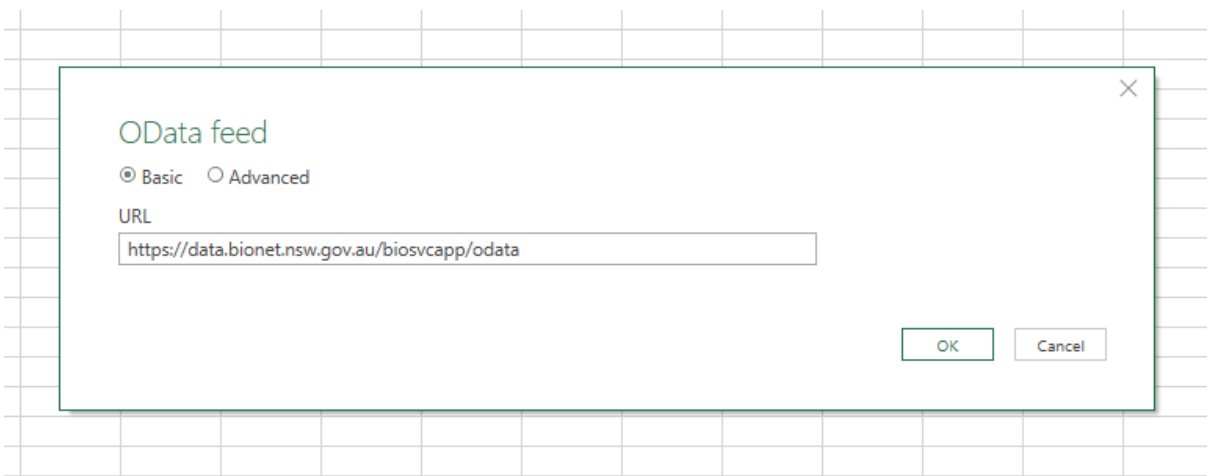 OData feed
Basic Advanced
URL
https://data.bionet.nsw.gov.au/biosvcapp/odata
OK Cancel